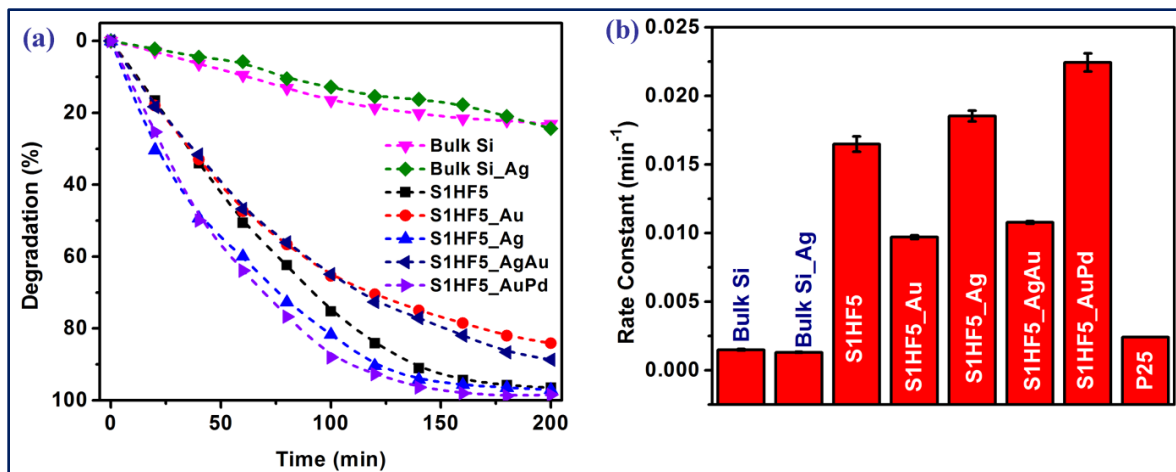 (a)
Degradation (%)
0
20
40
60
80
100
Bulk Si
Bulk Si_Ag
S1HF5
S1HF5_Au
S1HF5_Ag
S1HF5_AgAu
S1HF5_AuPd
0
50
100
150
200
Time (min)
(b)
Rate Constant (min⁻¹)
0.025
0.020
0.015
0.010
0.005
0.000
Bulk Si
Bulk Si_Ag
S1HF5
S1HF5_Au
S1HF5_Ag
S1HF5_AgAu
S1HF5_AuPd
P25